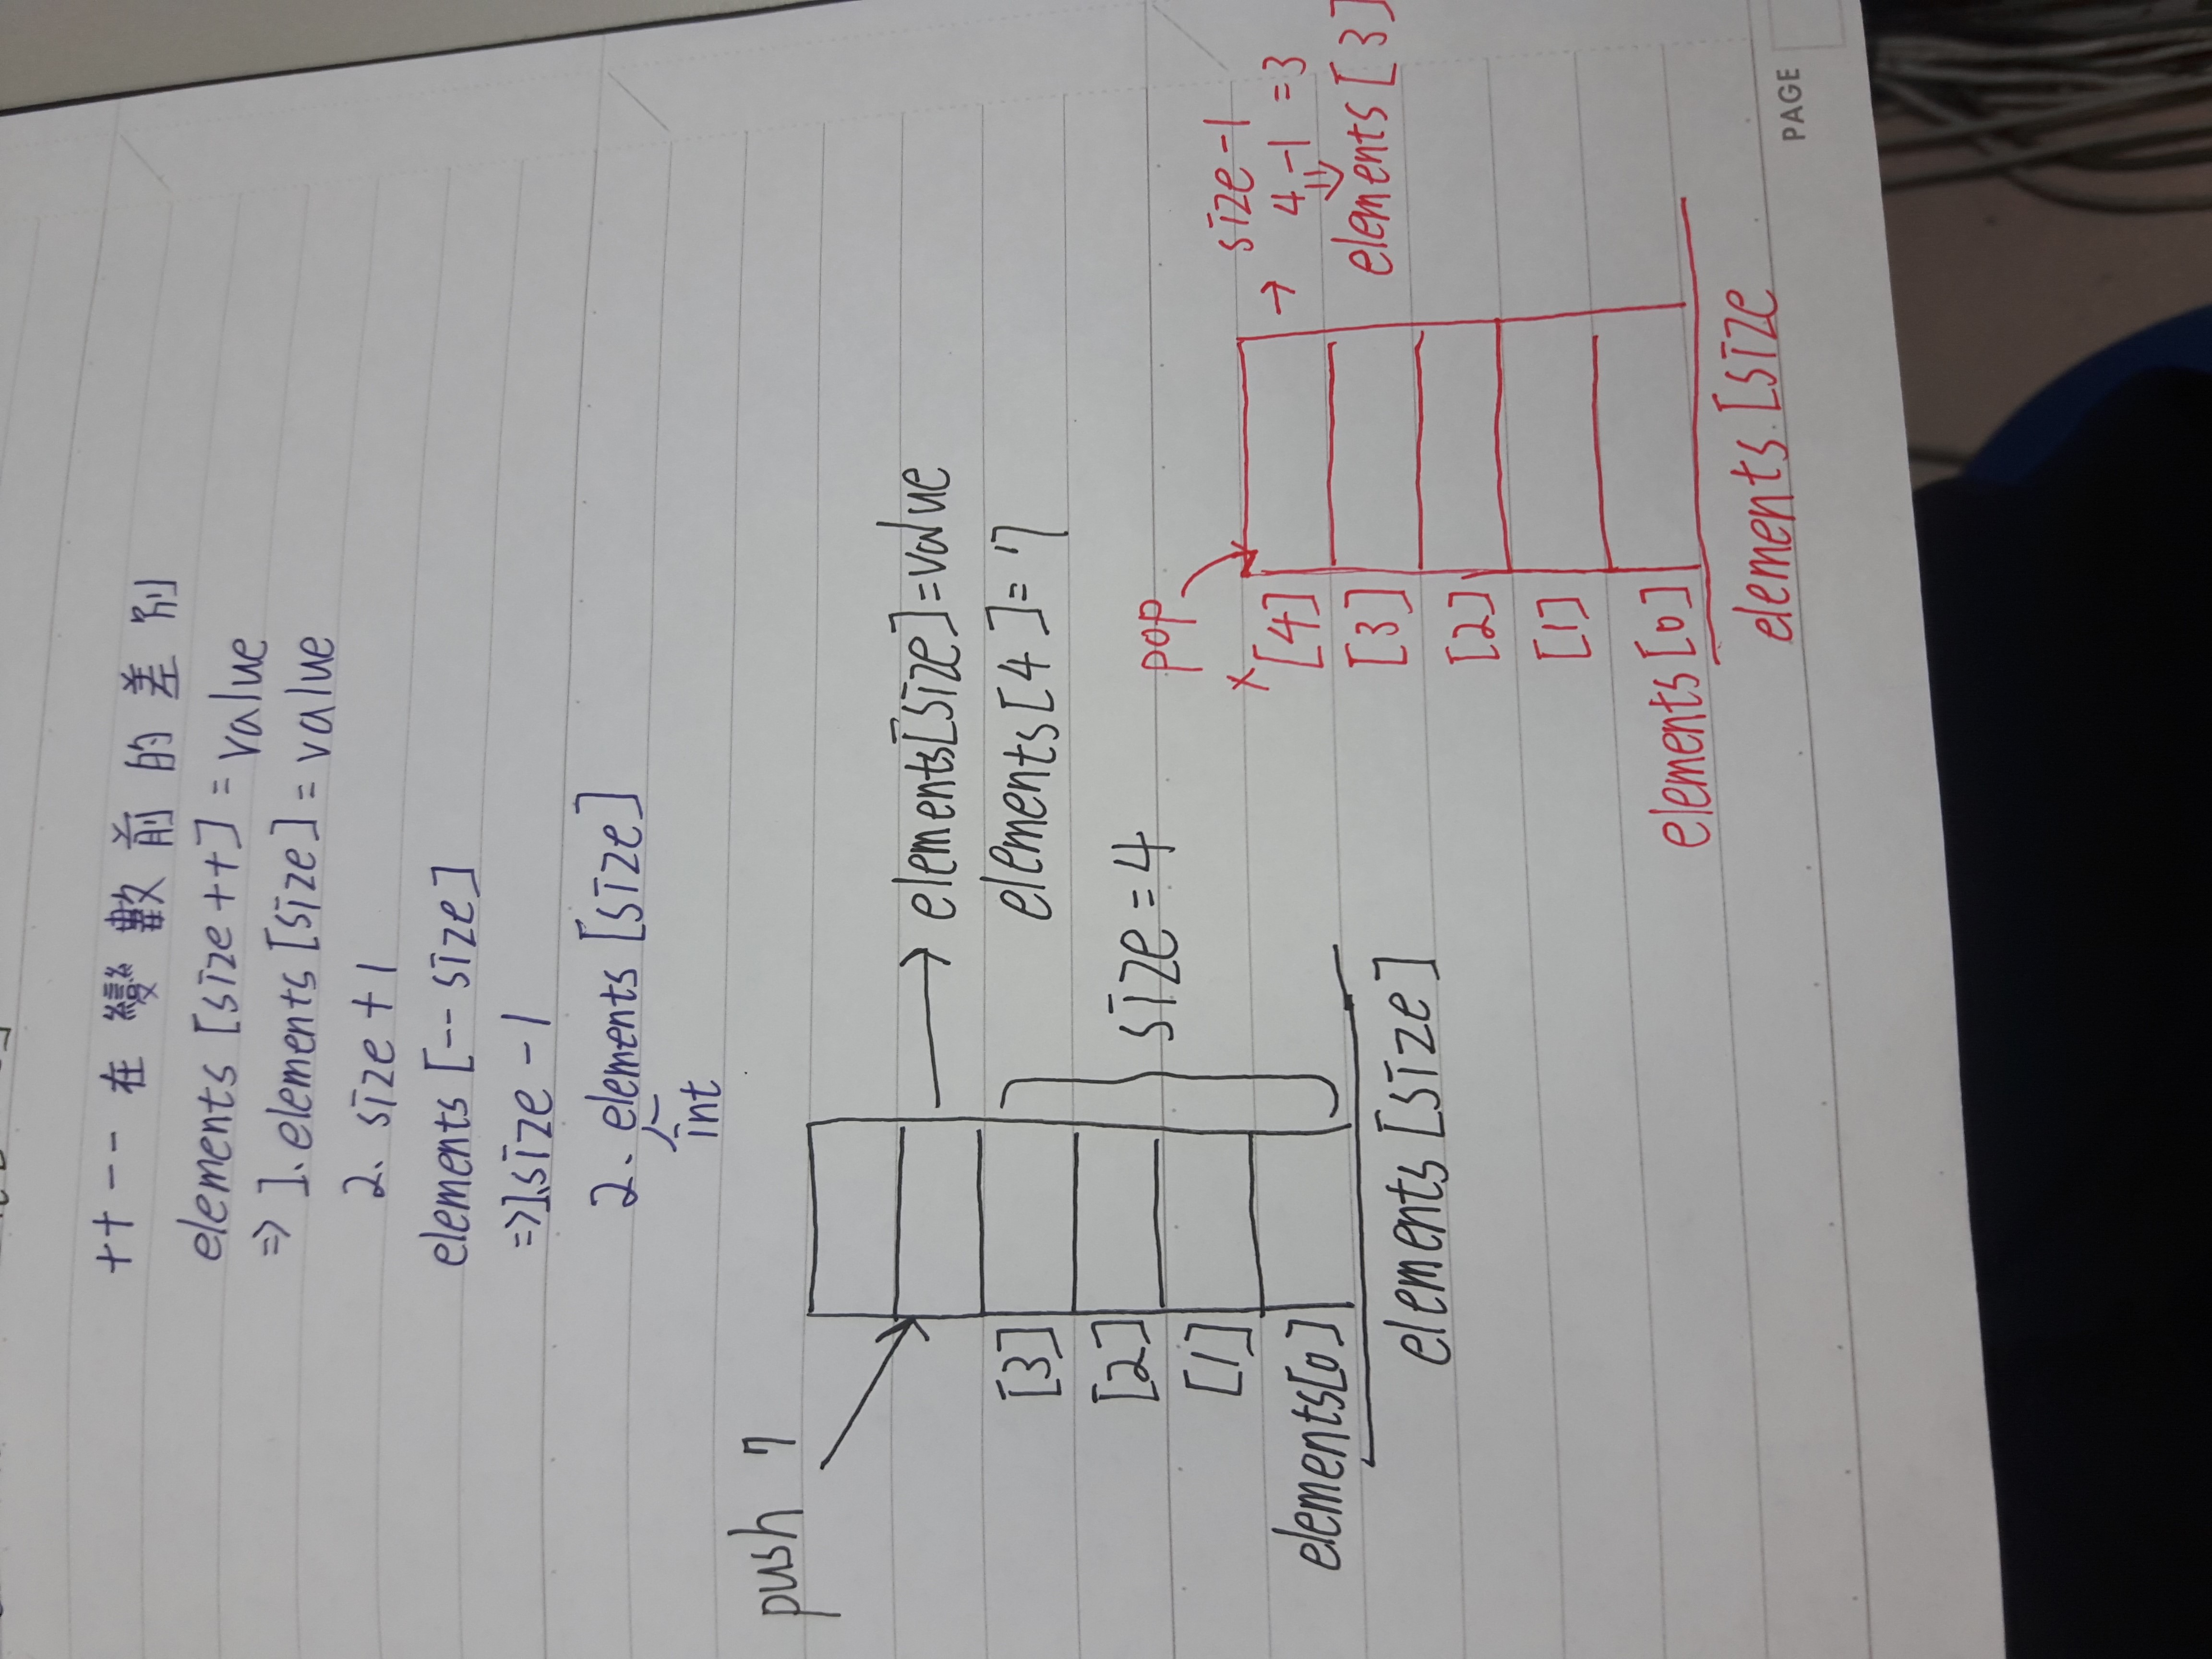 ++ -- 在變數前的差別
elements [size++] = value
=> 1. elements [size] = value
2. size + 1
elements [-- size]
=> 1. size - 1
2. elements [size]
int
push 7
→ elements[size] = value
elements[4] = 7
[3]
[2]
[1]
elements[0]
size = 4
elements [size]
pop
x [4]
[3]
[2]
[1]
elements[0]
→ size - 1
4 - 1 = 3
⇓
elements [3]
elements [size
PAGE